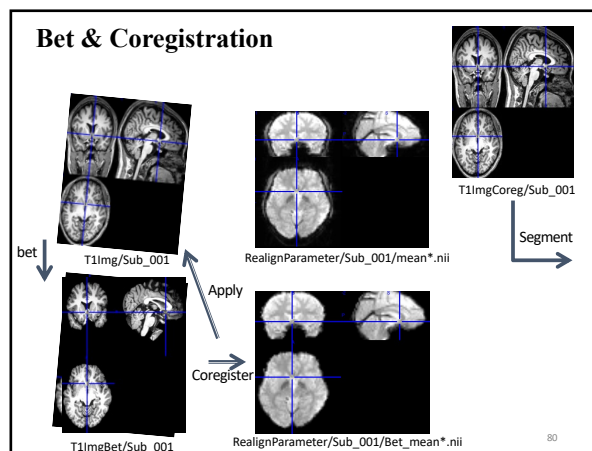 Bet & Coregistration
T1Img/Sub_001
RealignParameter/Sub_001/mean*.nii
T1ImgCoreg/Sub_001
Segment
bet
Apply
Coregister
T1ImgBet/Sub_001
RealignParameter/Sub_001/Bet_mean*.nii
80